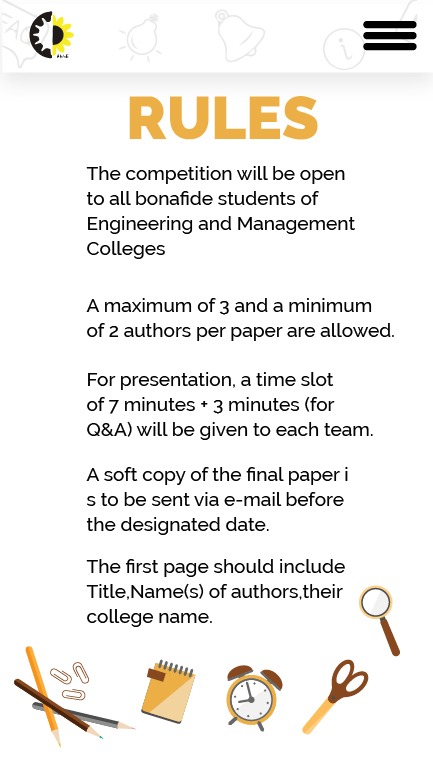 RULES
The competition will be open
to all bonafide students of
Engineering and Management
Colleges
A maximum of 3 and a minimum
of 2 authors per paper are allowed.
For presentation, a time slot
of 7 minutes + 3 minutes (for
Q&A) will be given to each team.
A soft copy of the final paper i
s to be sent via e-mail before
the designated date.
The first page should include
Title,Name(s) of authors,their
college name.